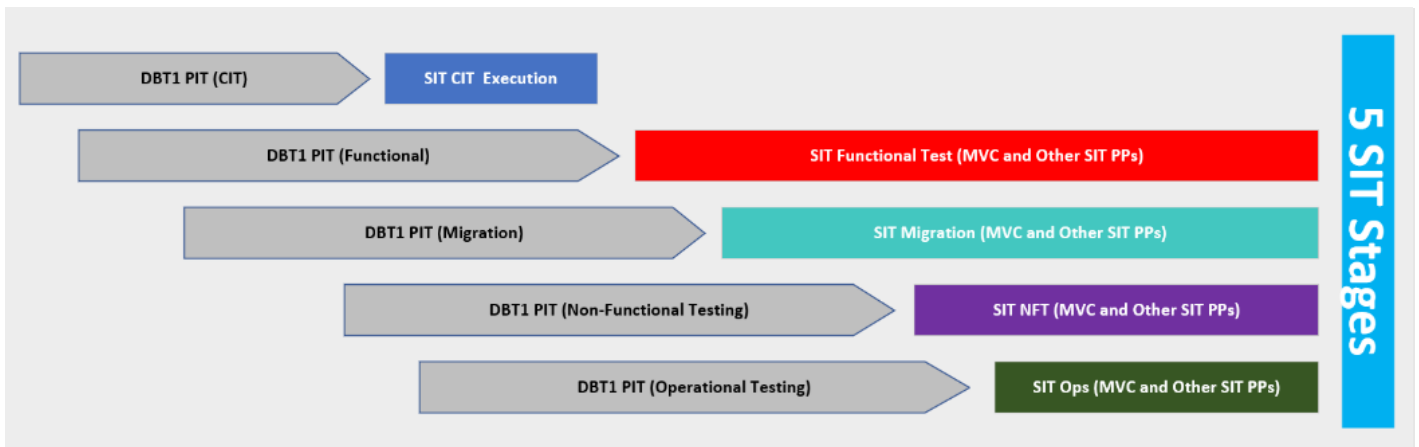 DBT1 PIT (CIT)
SIT CIT Execution
DBT1 PIT (Functional)
SIT Functional Test (MVC and Other SIT PPs)
DBT1 PIT (Migration)
SIT Migration (MVC and Other SIT PPs)
DBT1 PIT (Non-Functional Testing)
SIT NFT (MVC and Other SIT PPs)
DBT1 PIT (Operational Testing)
SIT Ops (MVC and Other SIT PPs)
5 SIT Stages